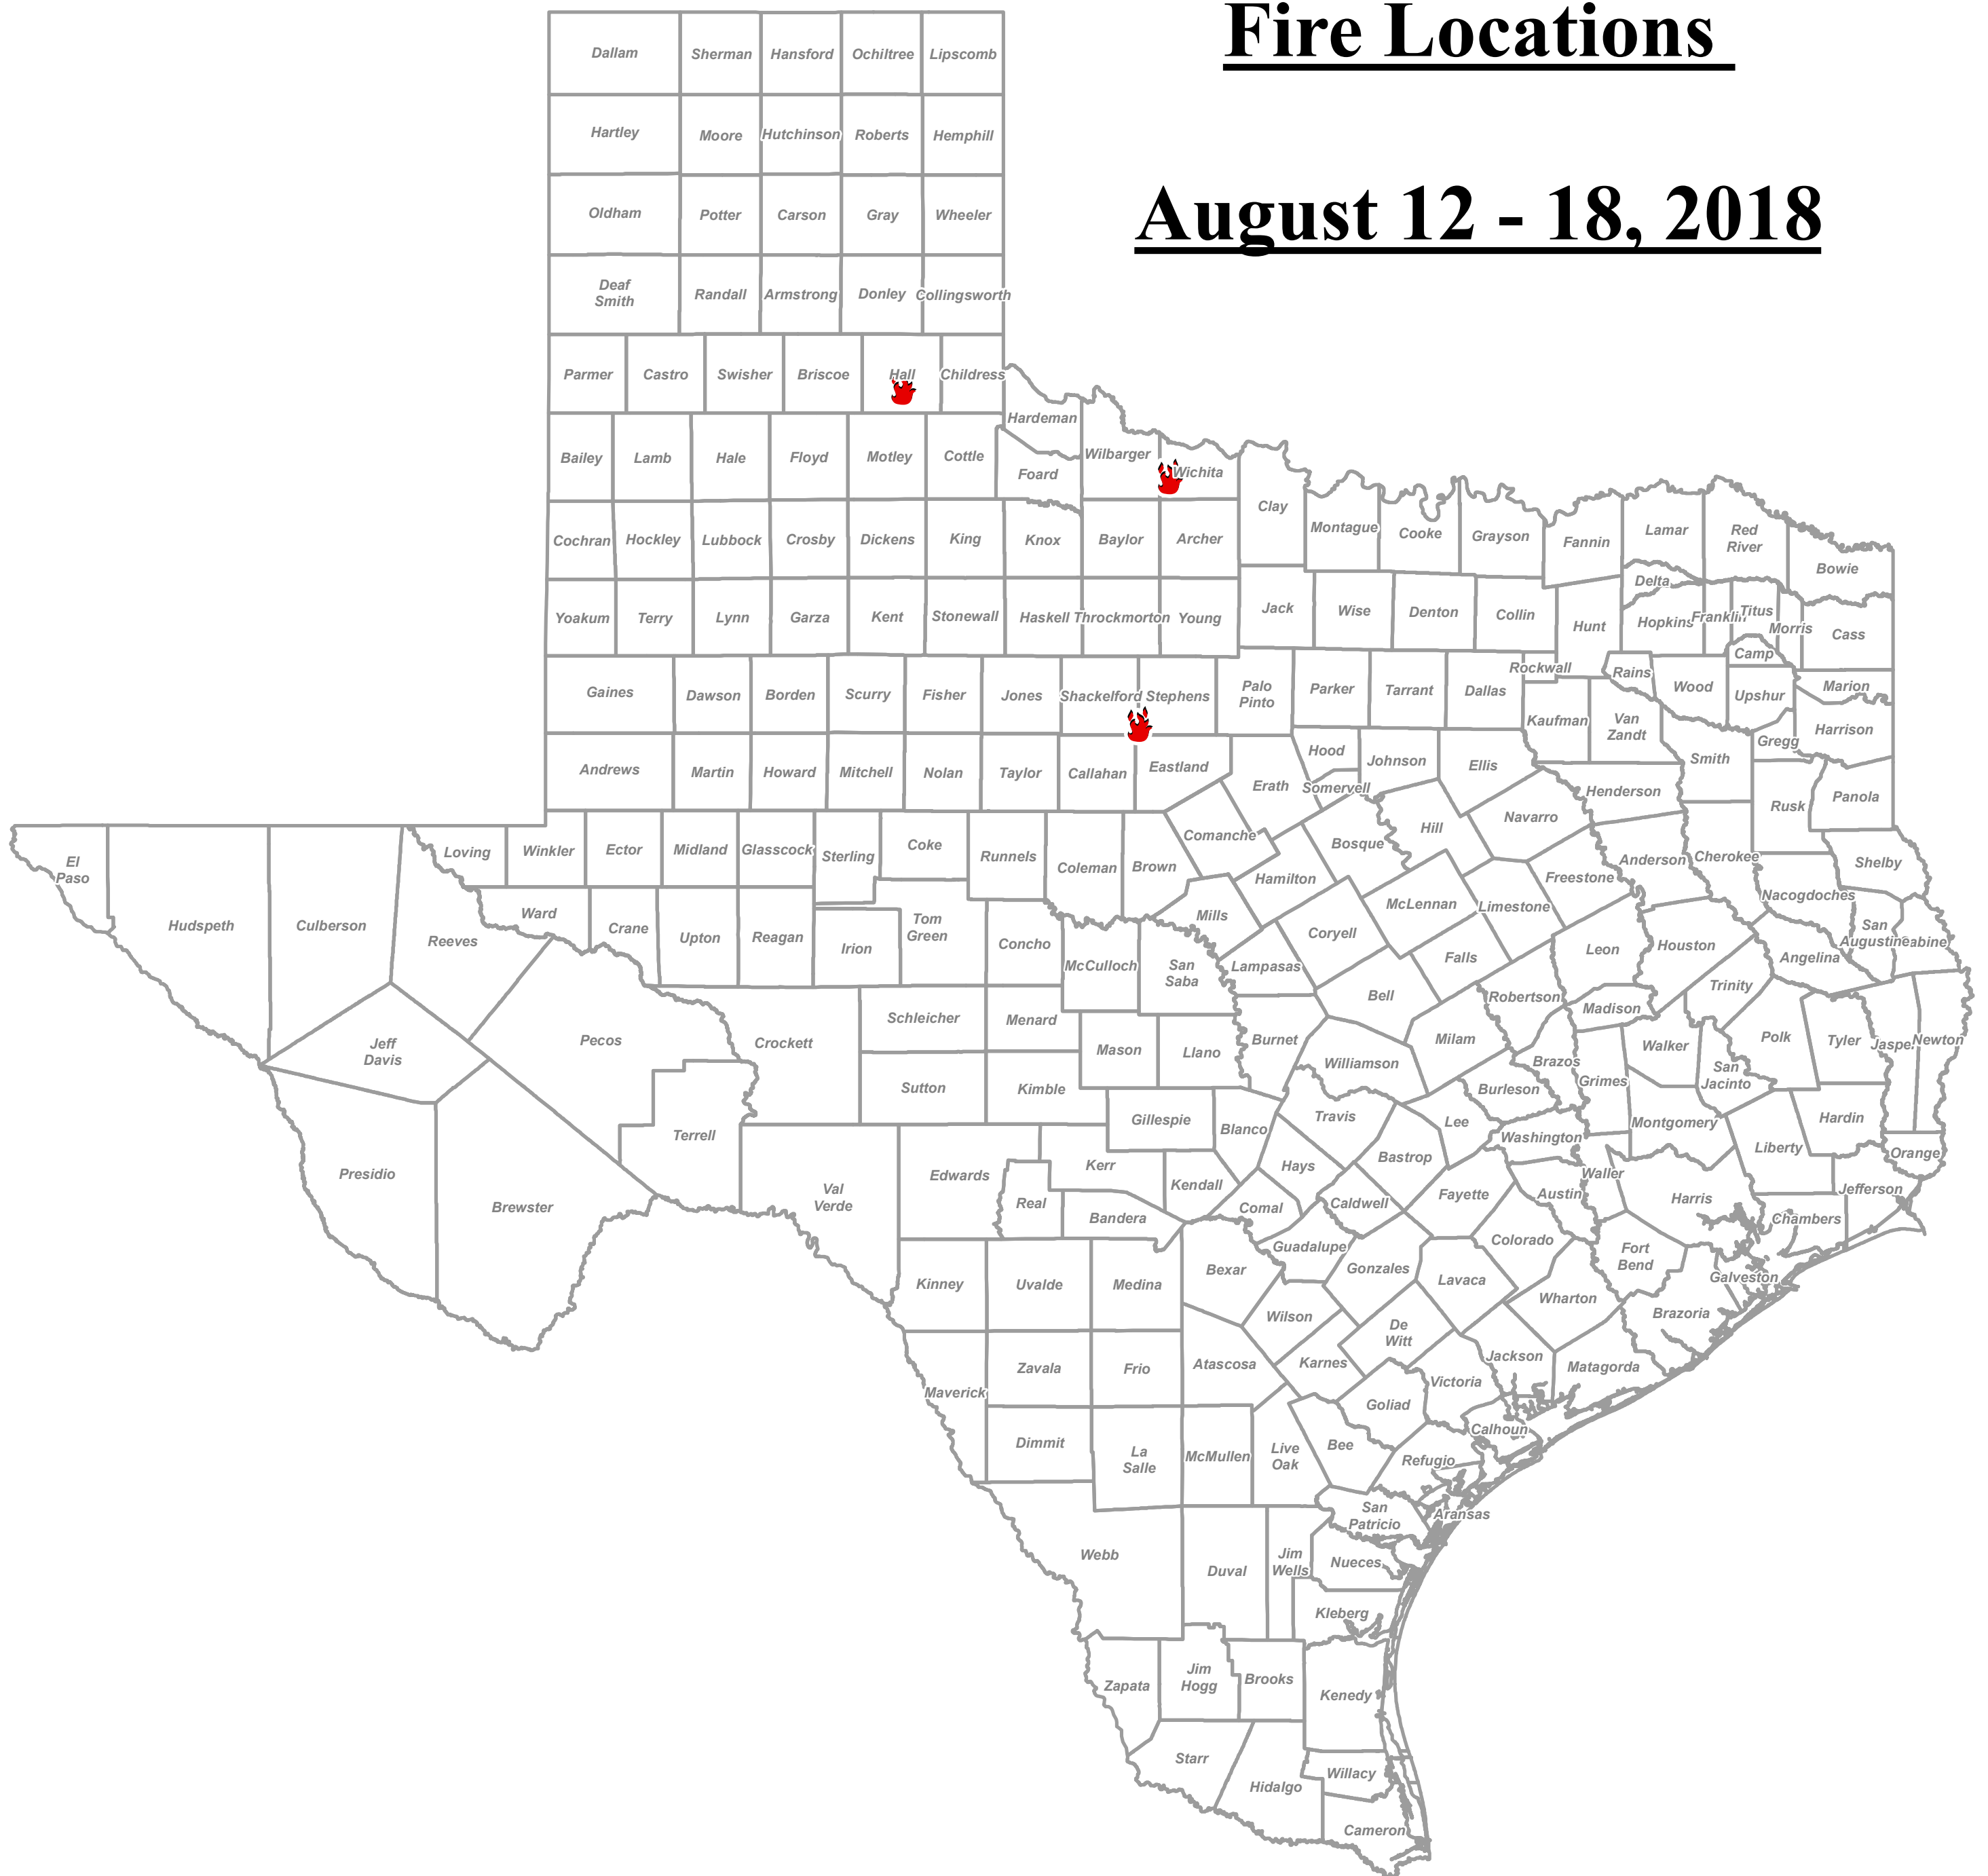 Fire Locations
August 12 - 18, 2018
Dallam
Sherman
Hansford
Ochiltree
Lipscomb
Hartley
Moore
Hutchinson
Roberts
Hemphill
Oldham
Potter
Carson
Gray
Wheeler
Deaf
Smith
Randall
Armstrong
Donley
Collingsworth
Parmer
Castro
Swisher
Briscoe
Hall
Childress
Hardeman
Bailey
Lamb
Hale
Floyd
Motley
Cottle
Foard
Wilbarger
Wichita
Clay
Montague
Cooke
Grayson
Fannin
Lamar
Red
River
Bowie
Cochran
Hockley
Lubbock
Crosby
Dickens
King
Knox
Baylor
Archer
Delta
Yoakum
Terry
Lynn
Garza
Kent
Stonewall
Haskell
Throckmorton
Young
Jack
Wise
Denton
Collin
Hunt
Hopkins
Franklin
Titus
Morris
Cass
Camp
Gaines
Dawson
Borden
Scurry
Fisher
Jones
Shackelford
Stephens
Palo
Pinto
Parker
Tarrant
Dallas
Rockwall
Rains
Wood
Upshur
Marion
Kaufman
Van
Zandt
Gregg
Harrison
Andrews
Martin
Howard
Mitchell
Nolan
Taylor
Callahan
Eastland
Erath
Hood
Somervell
Johnson
Ellis
Henderson
Smith
Rusk
Panola
El
Paso
Hudspeth
Culberson
Reeves
Loving
Winkler
Ector
Midland
Glasscock
Sterling
Coke
Runnels
Coleman
Brown
Comanche
Hamilton
Bosque
Hill
Navarro
Freestone
Anderson
Cherokee
Nacogdoches
Shelby
Ward
Crane
Upton
Reagan
Irion
Tom
Green
Concho
McCulloch
San
Saba
Mills
Lampasas
Coryell
McLennan
Limestone
Falls
Leon
Houston
Angelina
San
Augustine
abine
Jeff
Davis
Pecos
Crockett
Schleicher
Menard
Mason
Llano
Burnet
Bell
Williamson
Milam
Robertson
Brazos
Madison
Trinity
Walker
Grimes
San
Jacinto
Polk
Tyler
Jaspe
Newton
Presidio
Brewster
Terrell
Sutton
Kimble
Gillespie
Blanco
Travis
Lee
Burleson
Washington
Montgomery
Liberty
Hardin
Orange
Val
Verde
Edwards
Real
Kerr
Bandera
Kendall
Hays
Comal
Caldwell
Bastrop
Fayette
Austin
Waller
Harris
Chambers
Jefferson
Kinney
Uvalde
Medina
Bexar
Guadalupe
Gonzales
Lavaca
Colorado
Wharton
Fort
Bend
Galveston
Brazoria
Maverick
Zavala
Frio
Atascosa
Wilson
Karnes
De
Witt
Jackson
Matagorda
Victoria
Goliad
Calhoun
Dimmit
La
Salle
McMullen
Live
Oak
Bee
Refugio
Aransas
San
Patricio
Webb
Duval
Jim
Wells
Nueces
Kleberg
Zapata
Jim
Hogg
Brooks
Kenedy
Starr
Hidalgo
Willacy
Cameron